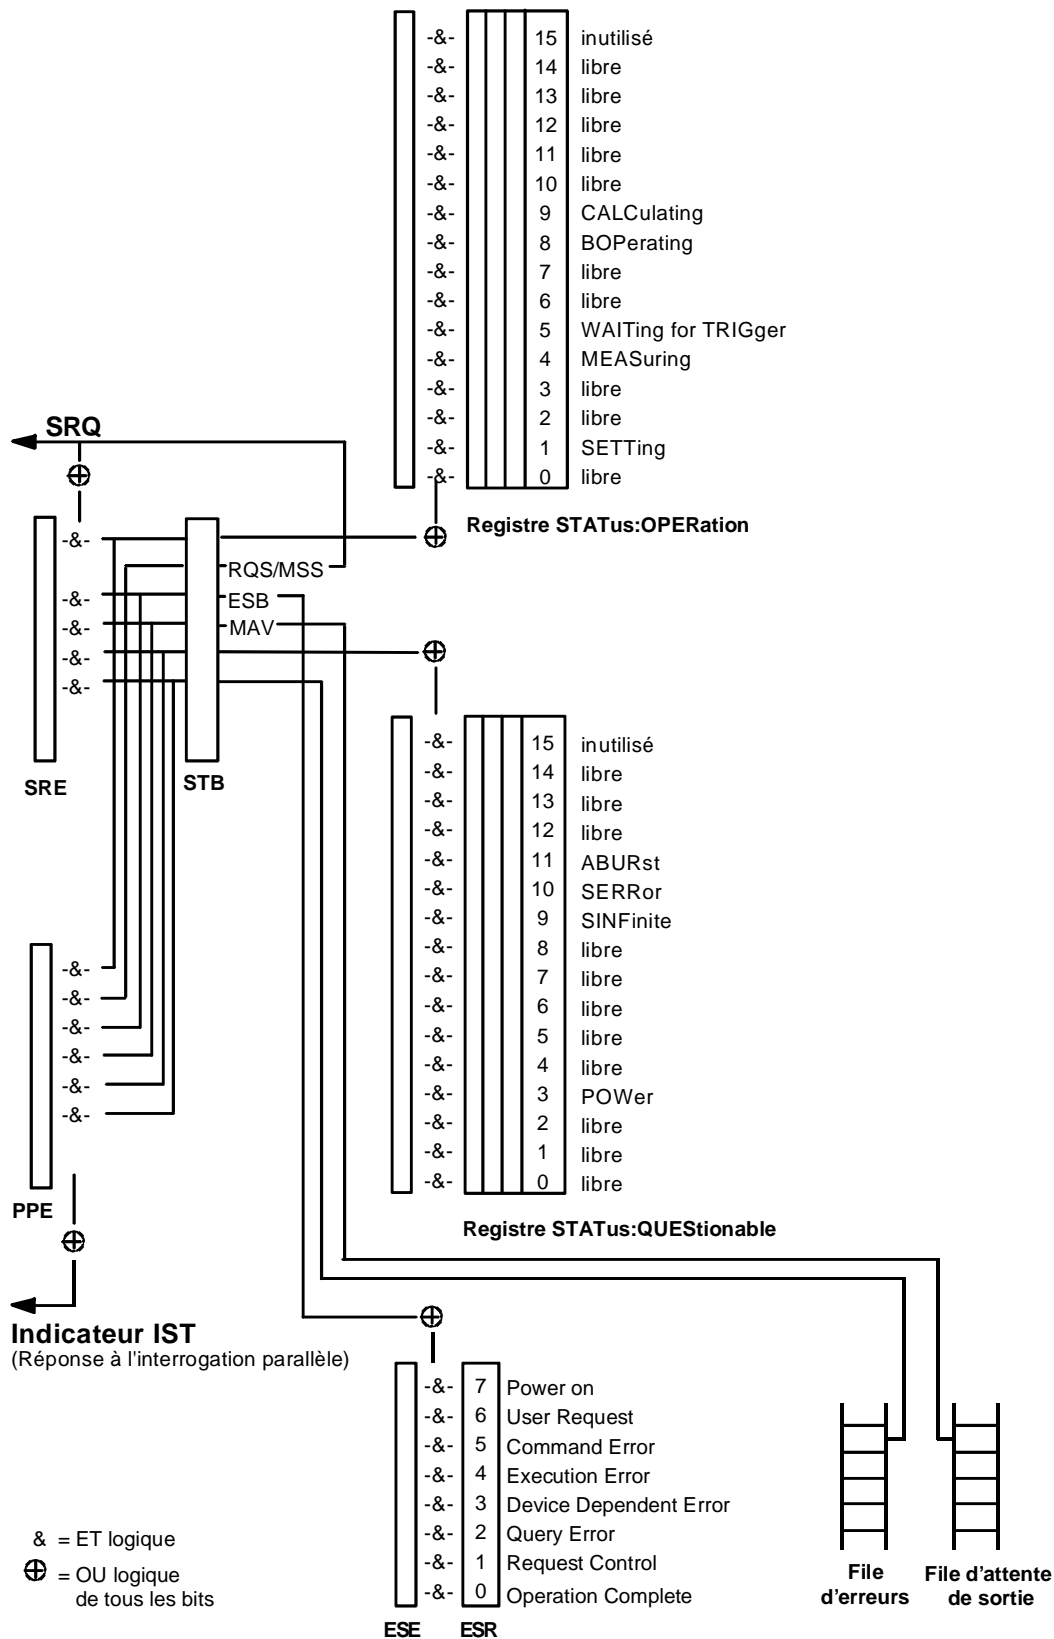 -&- 15 inutilisé
-&- 14 libre
-&- 13 libre
-&- 12 libre
-&- 11 libre
-&- 10 libre
-&- 9 CALCulating
-&- 8 BOPerating
-&- 7 libre
-&- 6 libre
-&- 5 WAITing for TRIGger
-&- 4 MEASuring
-&- 3 libre
-&- 2 libre
-&- 1 SETTing
-&- 0 libre
Registre STATus:OPERation
SRQ
-&-
RQS/MSS
-&- ESB
-&- MAV
-&-
-&-
SRE
STB
-&- 15 inutilisé
-&- 14 libre
-&- 13 libre
-&- 12 libre
-&- 11 ABURst
-&- 10 SERRor
-&- 9 SINFinite
-&- 8 libre
-&- 7 libre
-&- 6 libre
-&- 5 libre
-&- 4 libre
-&- 3 POWer
-&- 2 libre
-&- 1 libre
-&- 0 libre
Registre STATus:QUEStionable
-&-
-&-
-&-
-&-
-&-
-&-
PPE
Indicateur IST
(Réponse à l'interrogation parallèle)
-&- 7 Power on
-&- 6 User Request
-&- 5 Command Error
-&- 4 Execution Error
-&- 3 Device Dependent Error
-&- 2 Query Error
-&- 1 Request Control
-&- 0 Operation Complete
ESE ESR
& = ET logique
⊕ = OU logique
de tous les bits
File
d'erreurs
File d'attente
de sortie